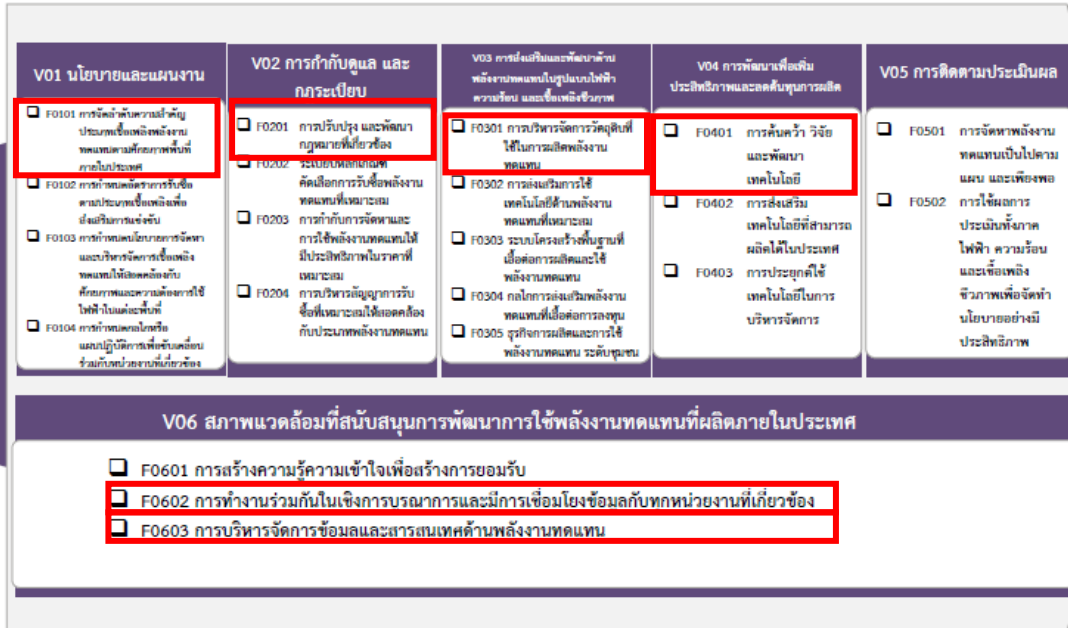 V01 นโยบายและแผนงาน
F0101 การจัดลำดับความสำคัญ
ประเภทเชื้อเพลิงพลังงาน
ทดแทนตามศักยภาพพื้นที่
ภายในประเทศ
F0102 การกำหนดอัตราการรับซื้อ
ตามประเภทเชื้อเพลิงเพื่อ
ส่งเสริมการแข่งขัน
F0103 การกำหนดนโยบายการจัดหา
และบริหารจัดการเชื้อเพลิง
ทดแทนให้สอดคล้องกับ
ศักยภาพและความต้องการใช้
ไฟฟ้าในแต่ละพื้นที่
F0104 การกำหนดกลไกหรือ
แผนปฏิบัติการเพื่อขับเคลื่อน
ร่วมกับหน่วยงานที่เกี่ยวข้อง
V02 การกำกับดูแล และ
กฎระเบียบ
F0201 การปรับปรุง และพัฒนา
กฎหมายที่เกี่ยวข้อง
F0202 ระเบียบหลักเกณฑ์
คัดเลือกการรับซื้อพลังงาน
ทดแทนที่เหมาะสม
F0203 การกำกับการจัดหาและ
การใช้พลังงานทดแทนให้
มีประสิทธิภาพในราคาที่
เหมาะสม
F0204 การบริหารสัญญาการรับ
ซื้อที่เหมาะสมให้สอดคล้อง
กับประเภทพลังงานทดแทน
V03 การส่งเสริมและพัฒนาด้าน
พลังงานทดแทนในรูปแบบไฟฟ้า
ความร้อน และเชื้อเพลิงชีวภาพ
F0301 การบริหารจัดการวัตถุดิบที่
ใช้ในการผลิตพลังงาน
ทดแทน
F0302 การส่งเสริมการใช้
เทคโนโลยีด้านพลังงาน
ทดแทนที่เหมาะสม
F0303 ระบบโครงสร้างพื้นฐานที่
เอื้อต่อการผลิตและใช้
พลังงานทดแทน
F0304 กลไกการส่งเสริมพลังงาน
ทดแทนที่เอื้อต่อการลงทุน
F0305 ธุรกิจการผลิตและการใช้
พลังงานทดแทน ระดับชุมชน
V04 การพัฒนาเพื่อเพิ่ม
ประสิทธิภาพและลดต้นทุนการผลิต
F0401 การค้นคว้า วิจัย
และพัฒนา
เทคโนโลยี
F0402 การส่งเสริม
เทคโนโลยีที่สามารถ
ผลิตได้ในประเทศ
F0403 การประยุกต์ใช้
เทคโนโลยีในการ
บริหารจัดการ
V05 การติดตามประเมินผล
F0501 การจัดหาพลังงาน
ทดแทนเป็นไปตาม
แผน และเพียงพอ
F0502 การใช้ผลการ
ประเมินทั้งภาค
ไฟฟ้า ความร้อน
และเชื้อเพลิง
ชีวภาพเพื่อจัดทำ
นโยบายอย่างมี
ประสิทธิภาพ
V06 สภาพแวดล้อมที่สนับสนุนการพัฒนาการใช้พลังงานทดแทนที่ผลิตภายในประเทศ
F0601 การสร้างความรู้ความเข้าใจเพื่อสร้างการยอมรับ
F0602 การทำงานร่วมกันในเชิงการบูรณาการและมีการเชื่อมโยงข้อมูลกับทุกหน่วยงานที่เกี่ยวข้อง
F0603 การบริหารจัดการข้อมูลและสารสนเทศด้านพลังงานทดแทน